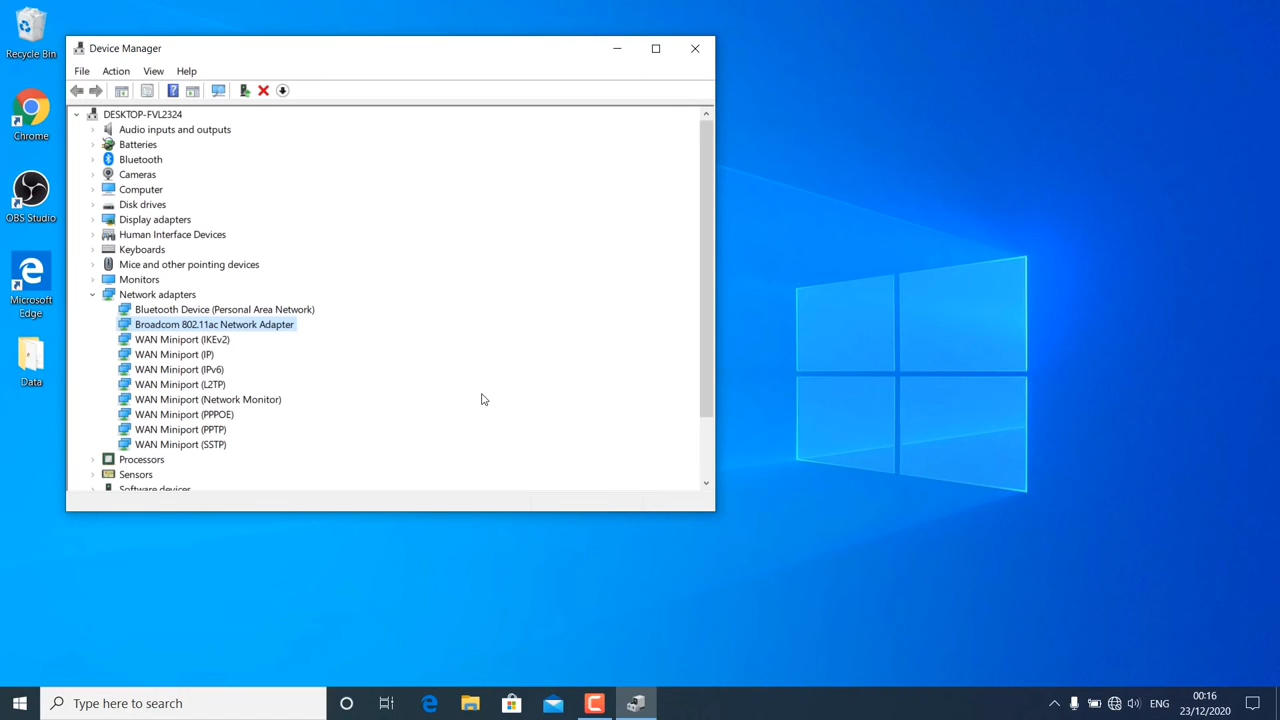 Recycle Bin
Chrome
OBS Studio
Microsoft
Edge
Data
Device Manager
File Action View Help
DESKTOP-FVL2324
Audio inputs and outputs
Batteries
Bluetooth
Cameras
Computer
Disk drives
Display adapters
Human Interface Devices
Keyboards
Mice and other pointing devices
Monitors
Network adapters
Bluetooth Device (Personal Area Network)
Broadcom 802.11ac Network Adapter
WAN Miniport (IKEv2)
WAN Miniport (IP)
WAN Miniport (IPv6)
WAN Miniport (L2TP)
WAN Miniport (Network Monitor)
WAN Miniport (PPPOE)
WAN Miniport (PPTP)
WAN Miniport (SSTP)
Processors
Sensors
Software devices
Type here to search
ENG
00:16
23/12/2020